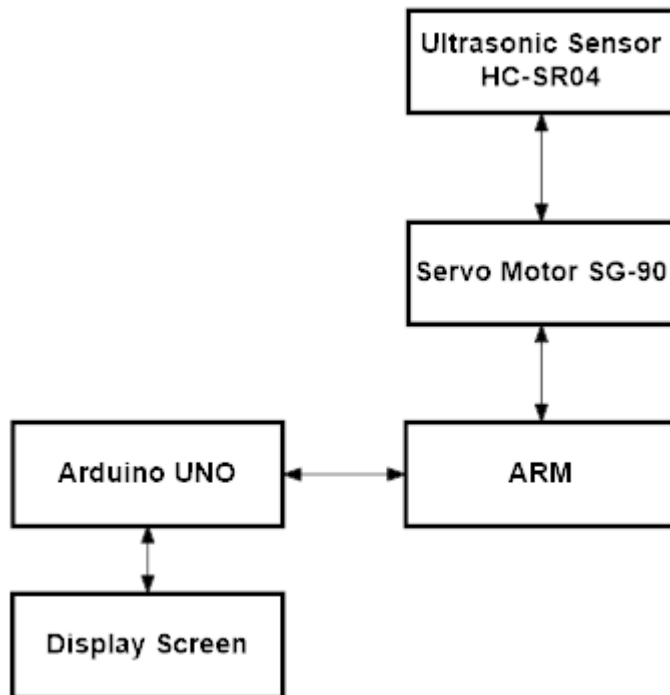 Ultrasonic Sensor
HC-SR04
Servo Motor SG-90
Arduino UNO
ARM
Display Screen